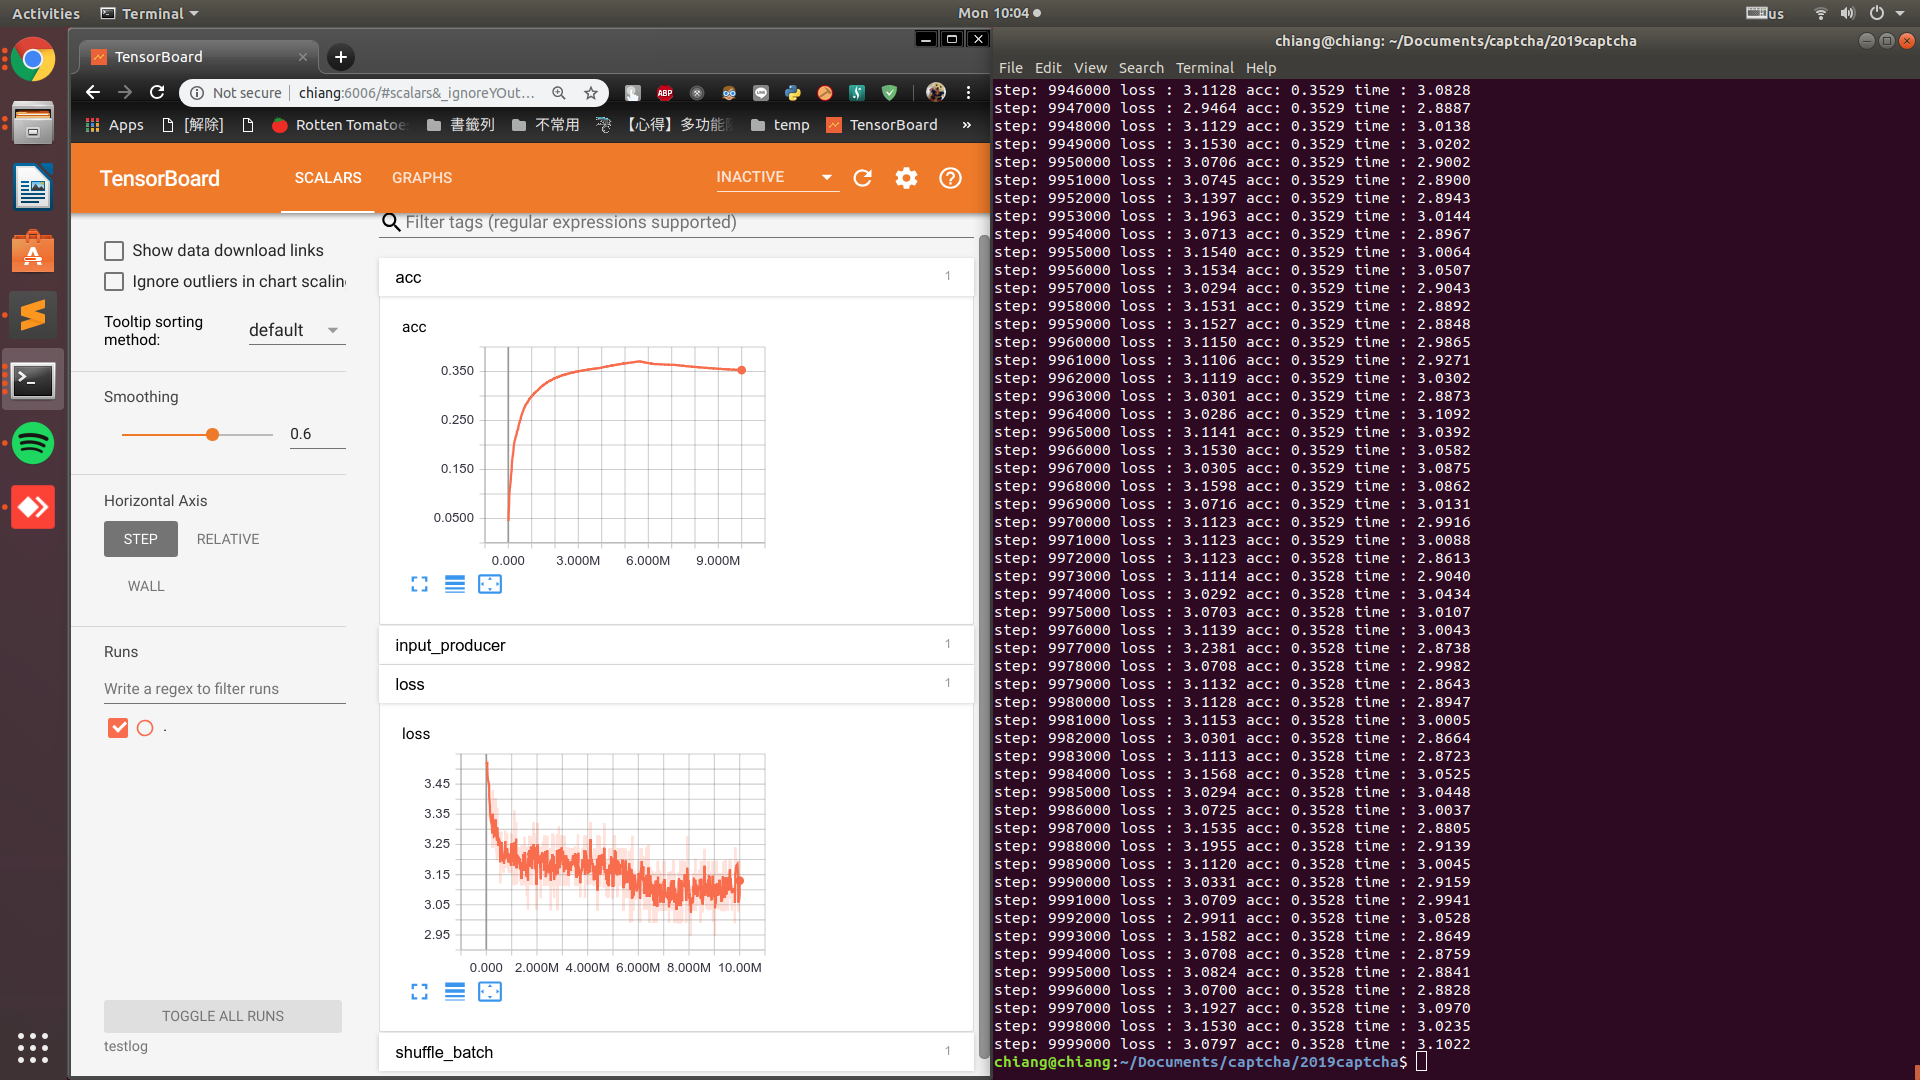 Activities Terminal Mon 10:04 us
TensorBoard
Not secure chiang:6006/#scalars&_ignoreYOut...
Apps [解除] Rotten Tomatoe 書籤列 不常用 【心得】多功能 temp TensorBoard »
TensorBoard SCALARS GRAPHS INACTIVE
Show data download links
Ignore outliers in chart scalin
Tooltip sorting
method:
default
Smoothing
0.6
Horizontal Axis
STEP RELATIVE
WALL
Runs
Write a regex to filter runs
.
TOGGLE ALL RUNS
testlog
Filter tags (regular expressions supported)
acc 1
acc
0.350
0.250
0.150
0.0500
0.000 3.000M 6.000M 9.000M
input_producer 1
loss 1
loss
3.45
3.35
3.25
3.15
3.05
2.95
0.000 2.000M 4.000M 6.000M 8.000M 10.00M
shuffle_batch 1
chiang@chiang: ~/Documents/captcha/2019captcha
File Edit View Search Terminal Help
step: 9946000 loss : 3.1128 acc: 0.3529 time : 3.0828
step: 9947000 loss : 2.9464 acc: 0.3529 time : 2.8887
step: 9948000 loss : 3.1129 acc: 0.3529 time : 3.0138
step: 9949000 loss : 3.1530 acc: 0.3529 time : 3.0202
step: 9950000 loss : 3.0706 acc: 0.3529 time : 2.9002
step: 9951000 loss : 3.0745 acc: 0.3529 time : 2.8900
step: 9952000 loss : 3.1397 acc: 0.3529 time : 2.8943
step: 9953000 loss : 3.1963 acc: 0.3529 time : 3.0144
step: 9954000 loss : 3.0713 acc: 0.3529 time : 2.8967
step: 9955000 loss : 3.1540 acc: 0.3529 time : 3.0064
step: 9956000 loss : 3.1534 acc: 0.3529 time : 3.0507
step: 9957000 loss : 3.0294 acc: 0.3529 time : 2.9043
step: 9958000 loss : 3.1531 acc: 0.3529 time : 2.8892
step: 9959000 loss : 3.1527 acc: 0.3529 time : 2.8848
step: 9960000 loss : 3.1150 acc: 0.3529 time : 2.9865
step: 9961000 loss : 3.1106 acc: 0.3529 time : 2.9271
step: 9962000 loss : 3.1119 acc: 0.3529 time : 3.0302
step: 9963000 loss : 3.0301 acc: 0.3529 time : 2.8873
step: 9964000 loss : 3.0286 acc: 0.3529 time : 3.1092
step: 9965000 loss : 3.1141 acc: 0.3529 time : 3.0392
step: 9966000 loss : 3.1530 acc: 0.3529 time : 3.0582
step: 9967000 loss : 3.0305 acc: 0.3529 time : 3.0875
step: 9968000 loss : 3.1598 acc: 0.3529 time : 3.0862
step: 9969000 loss : 3.0716 acc: 0.3529 time : 3.0131
step: 9970000 loss : 3.1123 acc: 0.3529 time : 2.9916
step: 9971000 loss : 3.1123 acc: 0.3529 time : 3.0088
step: 9972000 loss : 3.1123 acc: 0.3528 time : 2.8613
step: 9973000 loss : 3.1114 acc: 0.3528 time : 2.9040
step: 9974000 loss : 3.0292 acc: 0.3528 time : 3.0434
step: 9975000 loss : 3.0703 acc: 0.3528 time : 3.0107
step: 9976000 loss : 3.1139 acc: 0.3528 time : 3.0043
step: 9977000 loss : 3.2381 acc: 0.3528 time : 2.8738
step: 9978000 loss : 3.0708 acc: 0.3528 time : 2.9982
step: 9979000 loss : 3.1132 acc: 0.3528 time : 2.8643
step: 9980000 loss : 3.1128 acc: 0.3528 time : 2.8947
step: 9981000 loss : 3.1153 acc: 0.3528 time : 3.0005
step: 9982000 loss : 3.0301 acc: 0.3528 time : 2.8664
step: 9983000 loss : 3.1113 acc: 0.3528 time : 2.8723
step: 9984000 loss : 3.1568 acc: 0.3528 time : 3.0525
step: 9985000 loss : 3.0294 acc: 0.3528 time : 3.0448
step: 9986000 loss : 3.0725 acc: 0.3528 time : 3.0037
step: 9987000 loss : 3.1535 acc: 0.3528 time : 2.8805
step: 9988000 loss : 3.1955 acc: 0.3528 time : 2.9139
step: 9989000 loss : 3.1120 acc: 0.3528 time : 3.0045
step: 9990000 loss : 3.0331 acc: 0.3528 time : 2.9159
step: 9991000 loss : 3.0709 acc: 0.3528 time : 2.9941
step: 9992000 loss : 2.9911 acc: 0.3528 time : 3.0528
step: 9993000 loss : 3.1582 acc: 0.3528 time : 2.8649
step: 9994000 loss : 3.0708 acc: 0.3528 time : 2.8759
step: 9995000 loss : 3.0824 acc: 0.3528 time : 2.8841
step: 9996000 loss : 3.0700 acc: 0.3528 time : 2.8828
step: 9997000 loss : 3.1927 acc: 0.3528 time : 3.0970
step: 9998000 loss : 3.1530 acc: 0.3528 time : 3.0235
step: 9999000 loss : 3.0797 acc: 0.3528 time : 3.1022
chiang@chiang:~/Documents/captcha/2019captcha$